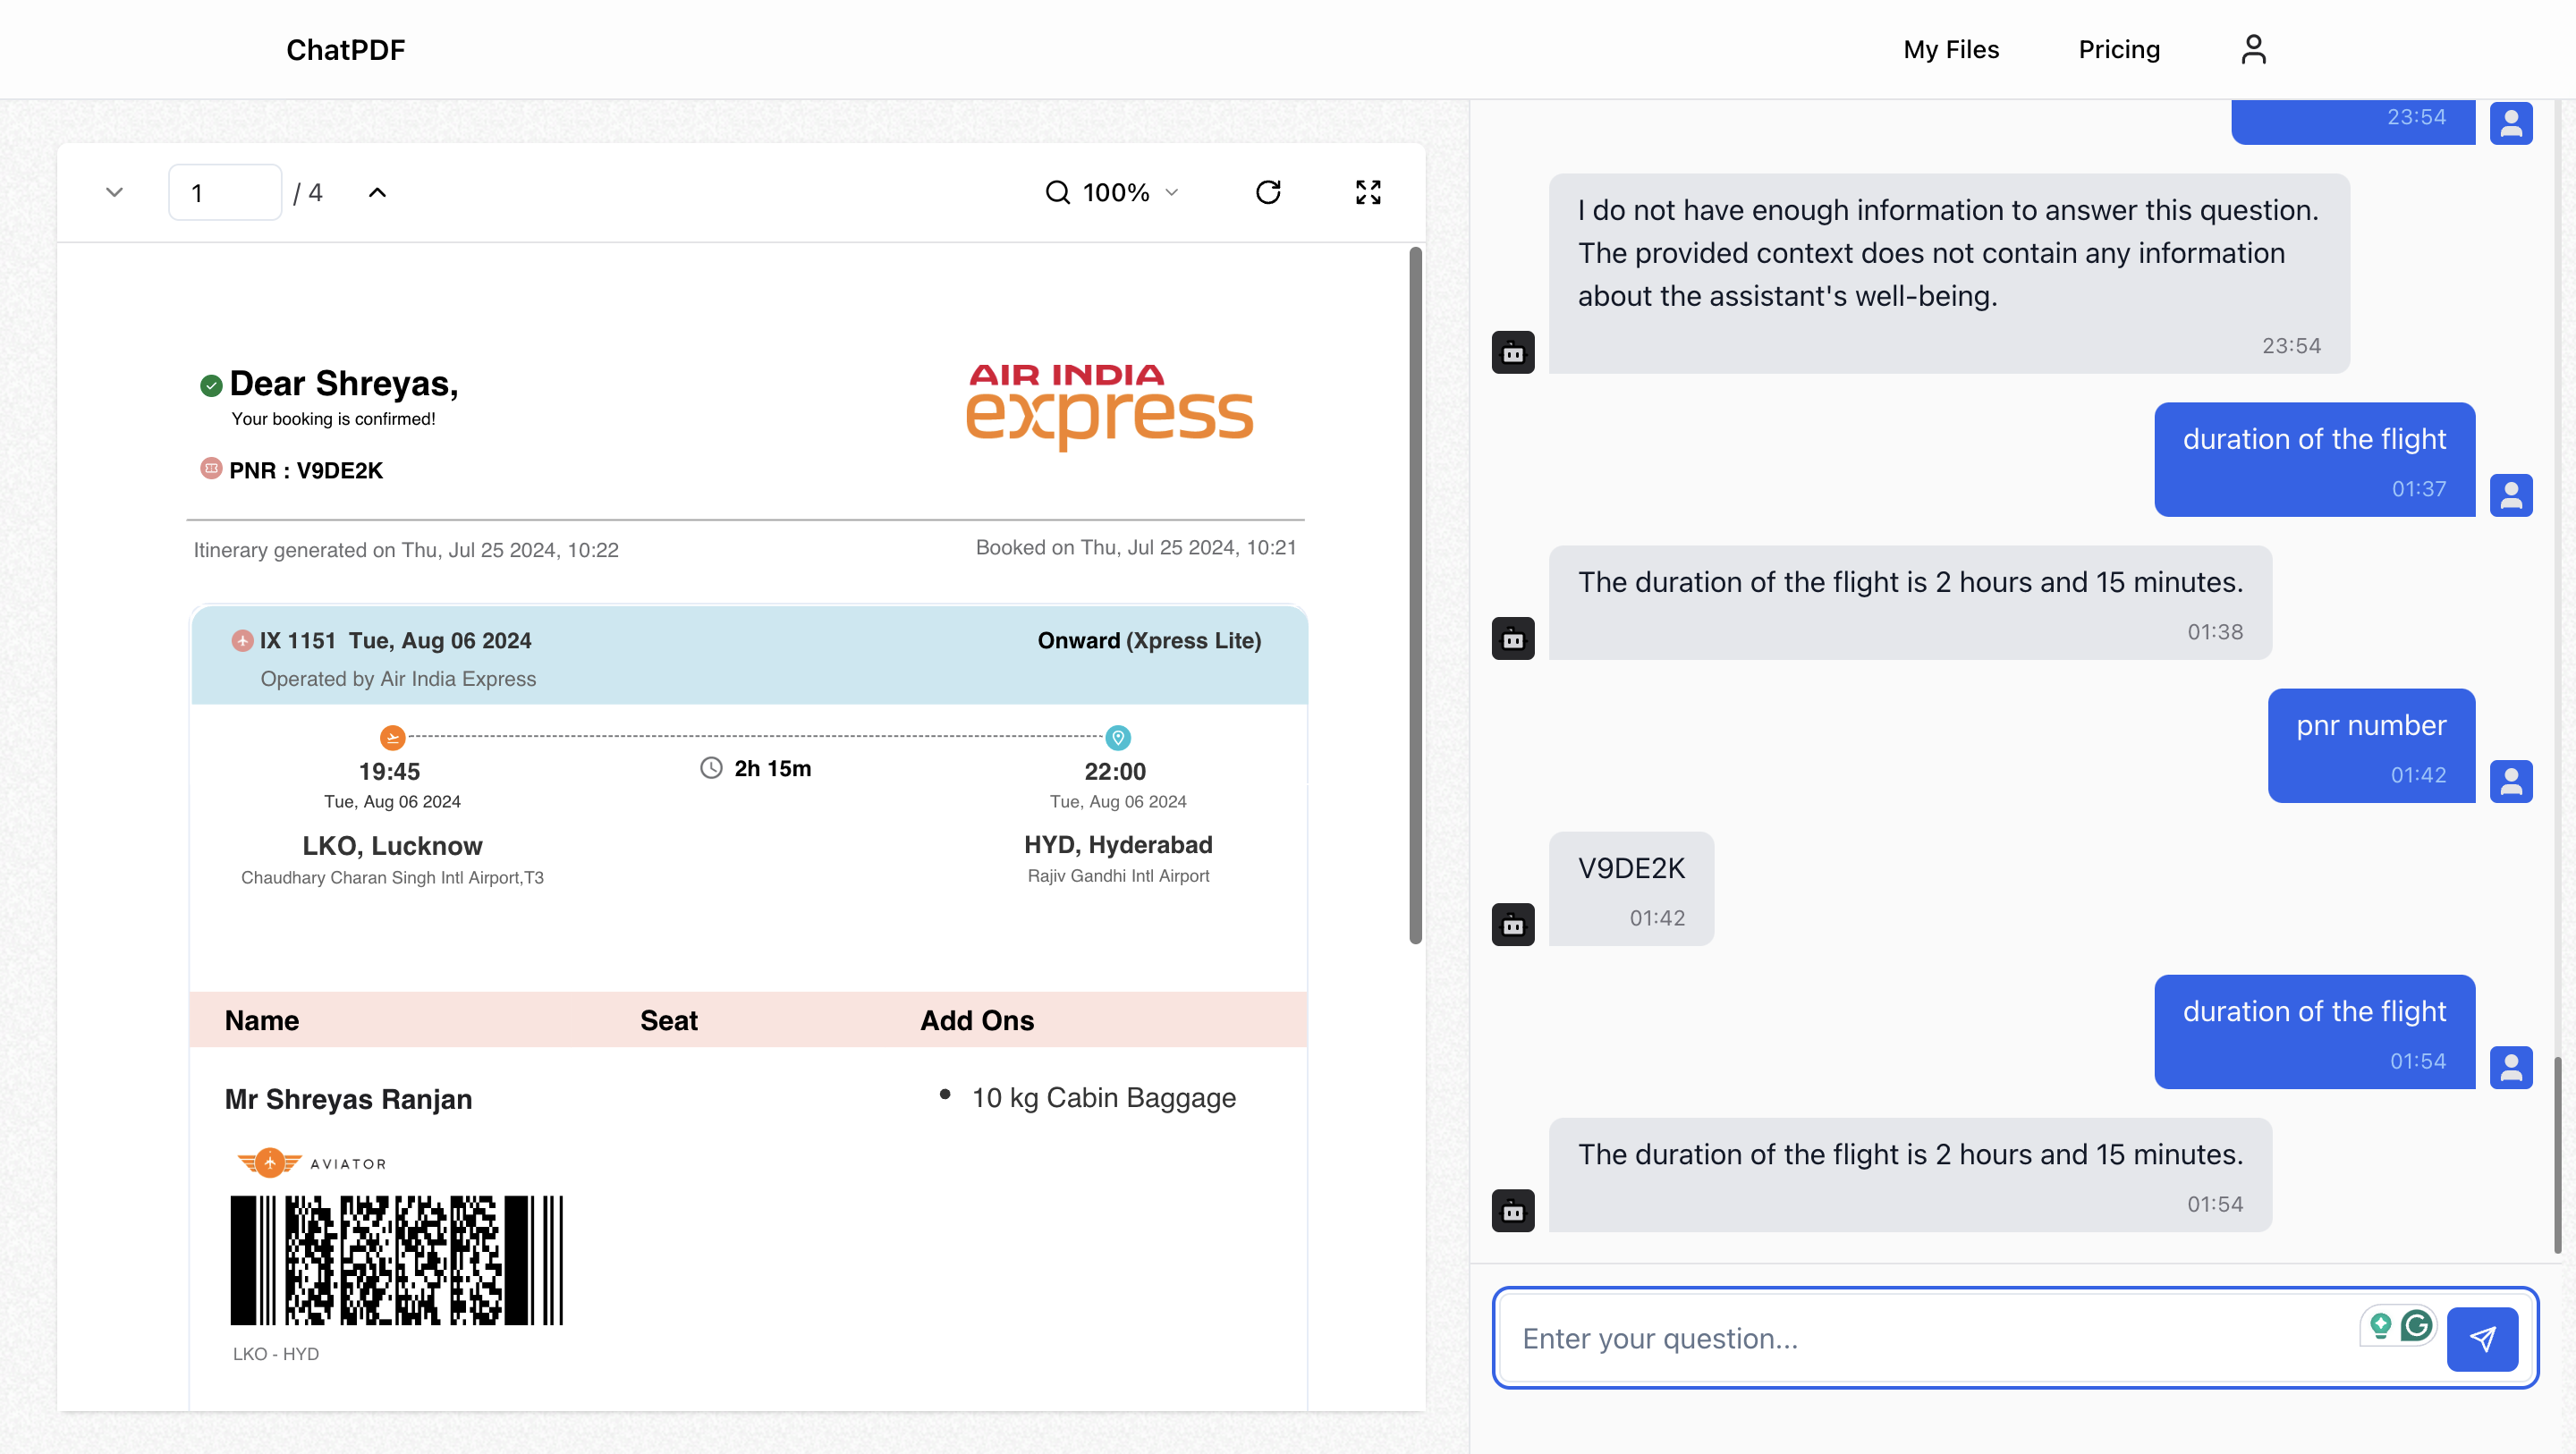 ChatPDF
My Files
Pricing
1 / 4
100%
Dear Shreyas,
Your booking is confirmed!
PNR : V9DE2K
AIR INDIA
express
Itinerary generated on Thu, Jul 25 2024, 10:22
Booked on Thu, Jul 25 2024, 10:21
IX 1151 Tue, Aug 06 2024
Onward (Xpress Lite)
Operated by Air India Express
19:45
2h 15m
22:00
Tue, Aug 06 2024
Tue, Aug 06 2024
LKO, Lucknow
HYD, Hyderabad
Chaudhary Charan Singh Intl Airport,T3
Rajiv Gandhi Intl Airport
Name
Seat
Add Ons
Mr Shreyas Ranjan
• 10 kg Cabin Baggage
AVIATOR
LKO - HYD
23:54
I do not have enough information to answer this question.
The provided context does not contain any information
about the assistant's well-being.
23:54
duration of the flight
01:37
The duration of the flight is 2 hours and 15 minutes.
01:38
pnr number
01:42
V9DE2K
01:42
duration of the flight
01:54
The duration of the flight is 2 hours and 15 minutes.
01:54
Enter your question...